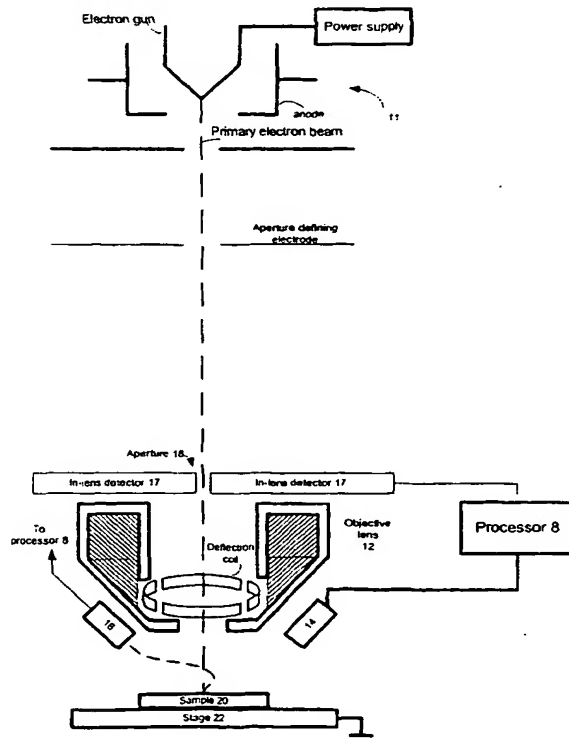 Electron gun
Power supply
anode
11
Primary electron beam
Aperture defining
electrode
Aperture 18
In-lens detector 17
In-lens detector 17
To
processor 8
Objective
lens
12
Processor 8
Deflection
coil
16
14
Sample 20
Stage 22